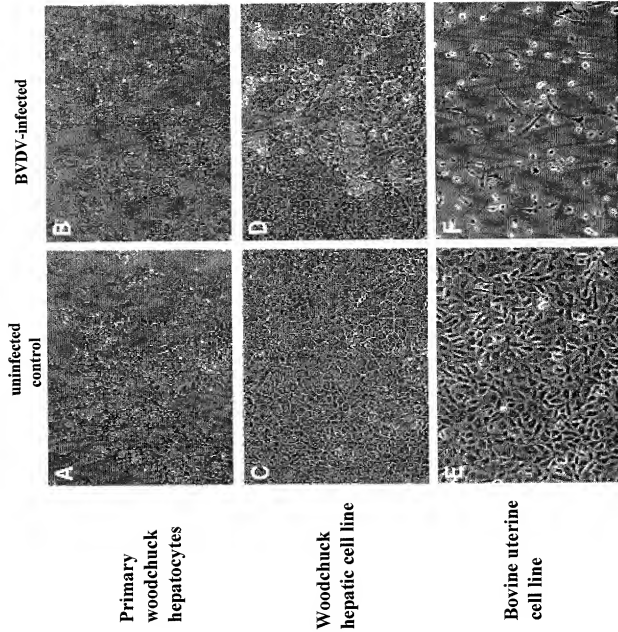 uninfected
control
BVDV-infected
Primary
woodchuck
hepatocytes
A
B
Woodchuck
hepatic cell line
C
D
Bovine uterine
cell line
E
F